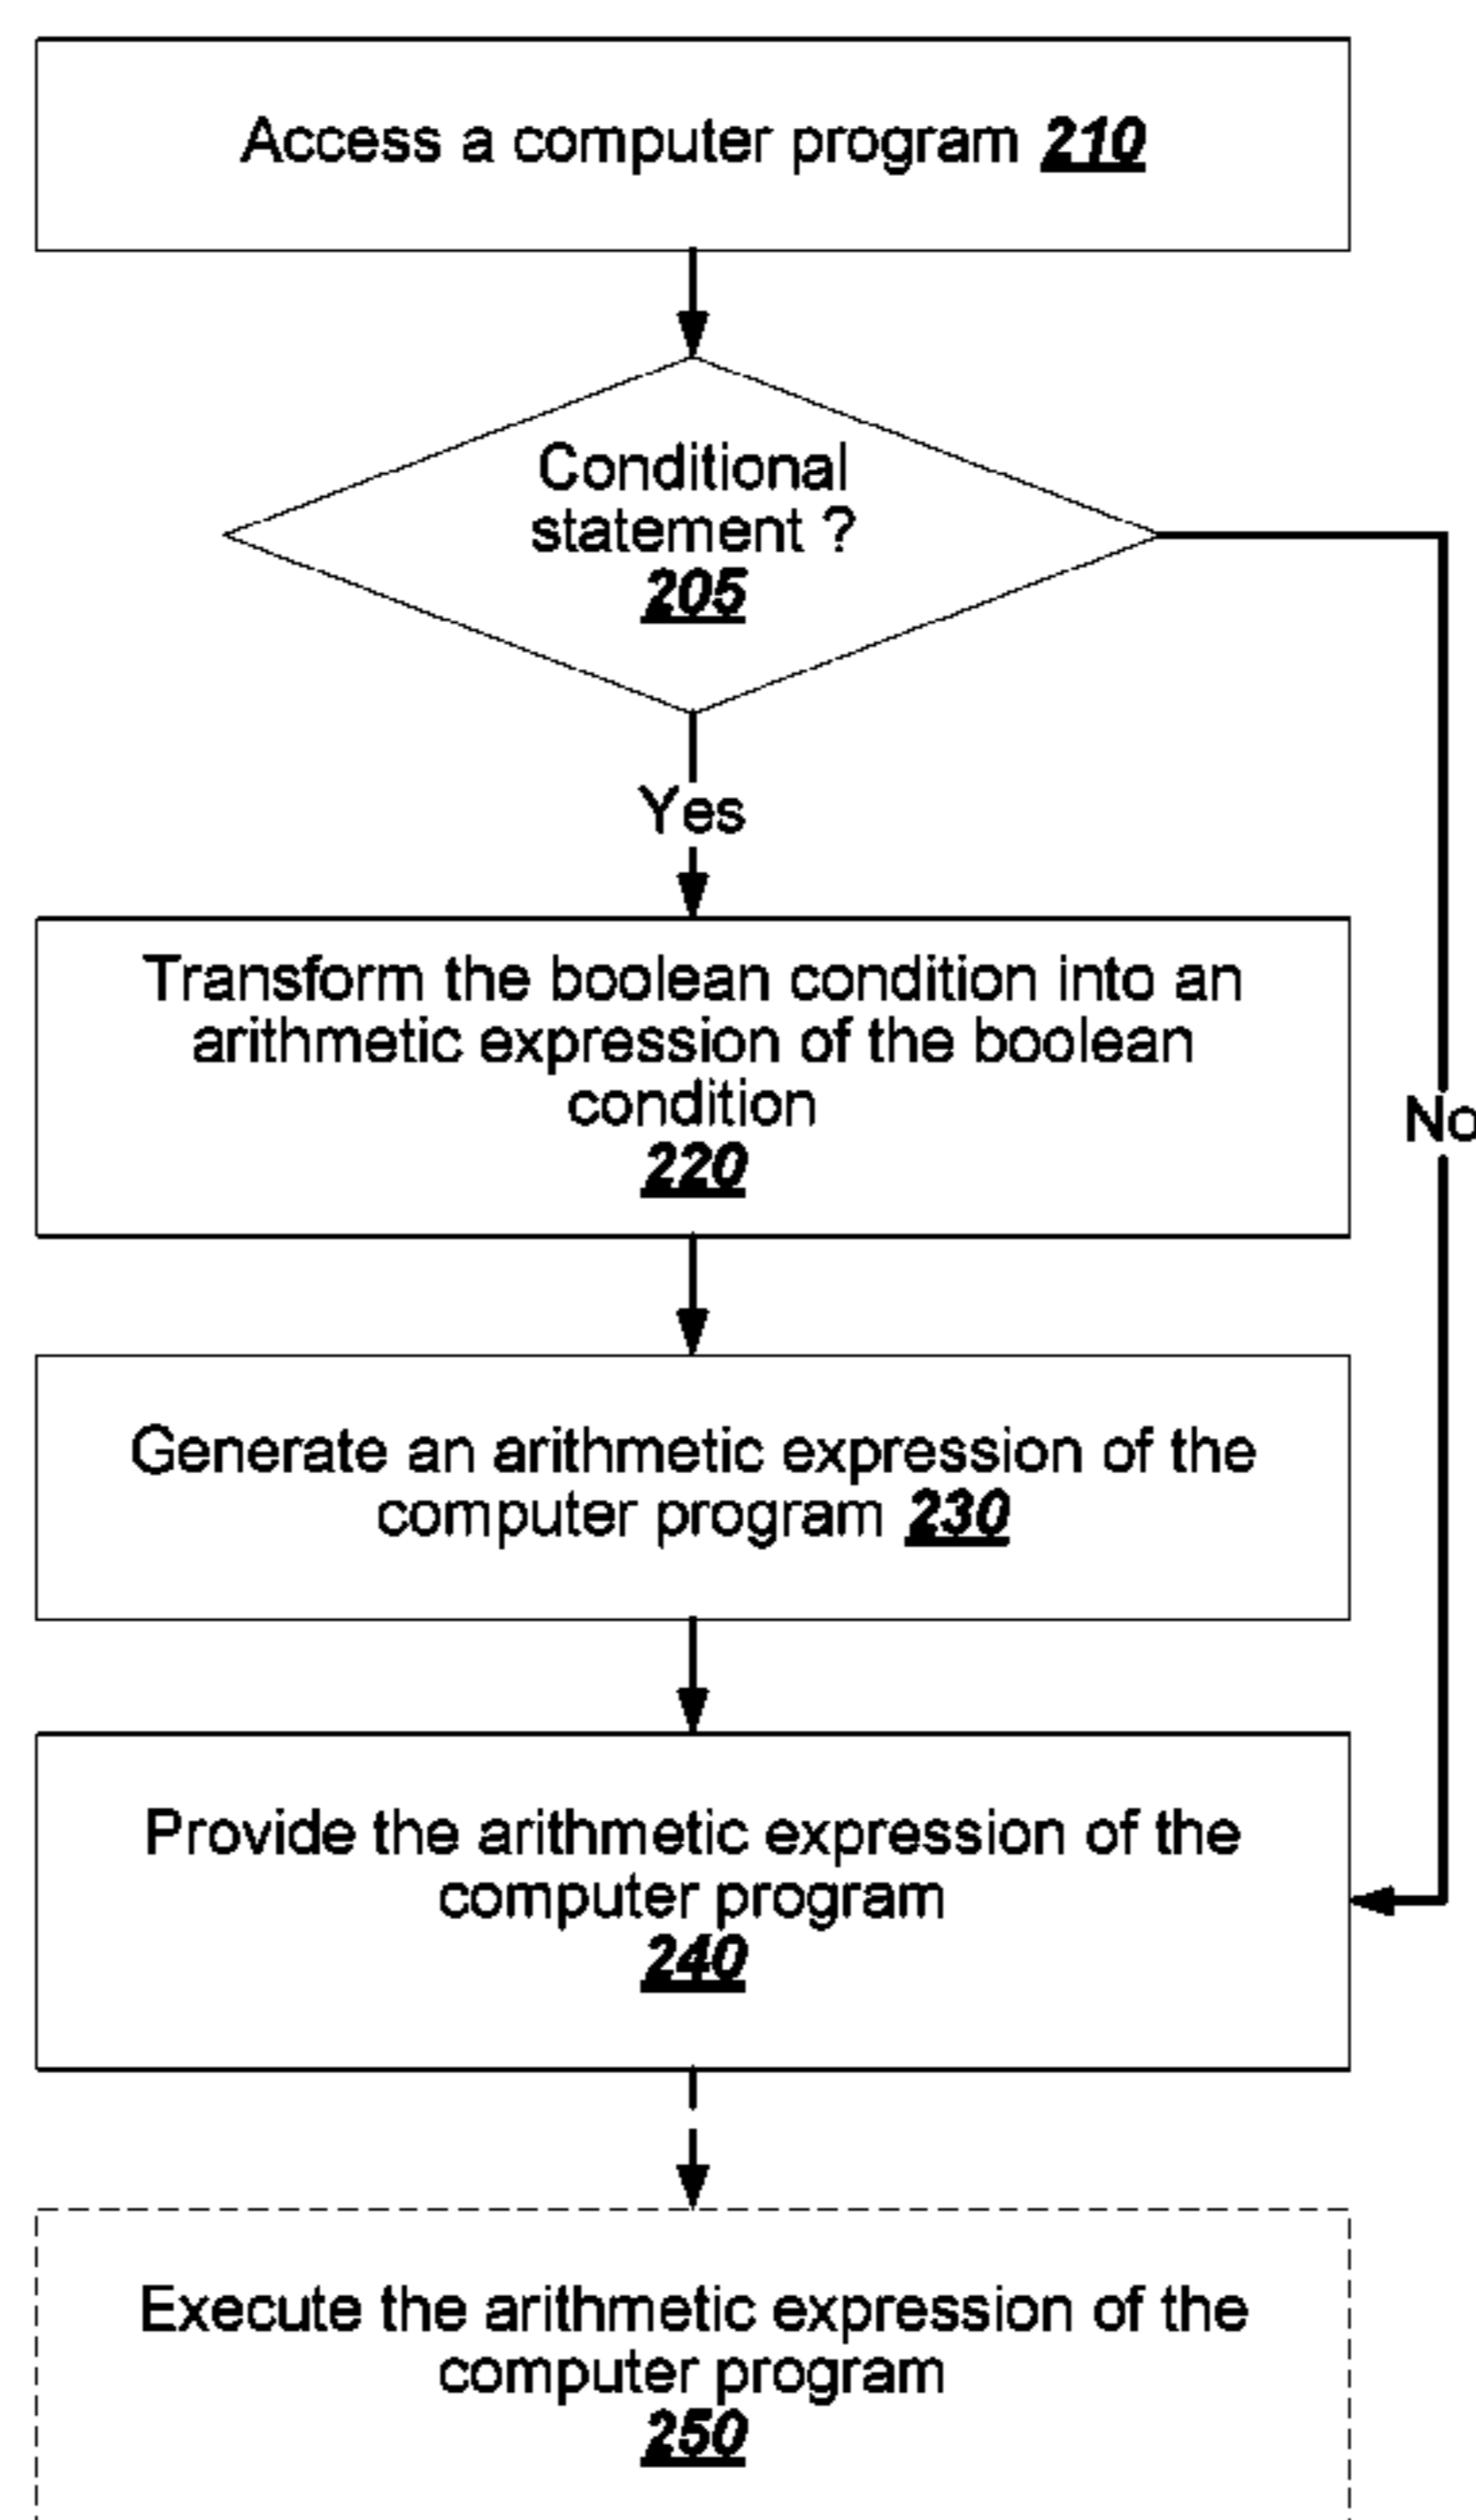 Access a computer program 210
Conditional
statement ?
205
Yes
Transform the boolean condition into an
arithmetic expression of the boolean
condition
220
No
Generate an arithmetic expression of the
computer program 230
Provide the arithmetic expression of the
computer program
240
Execute the arithmetic expression of the
computer program
250